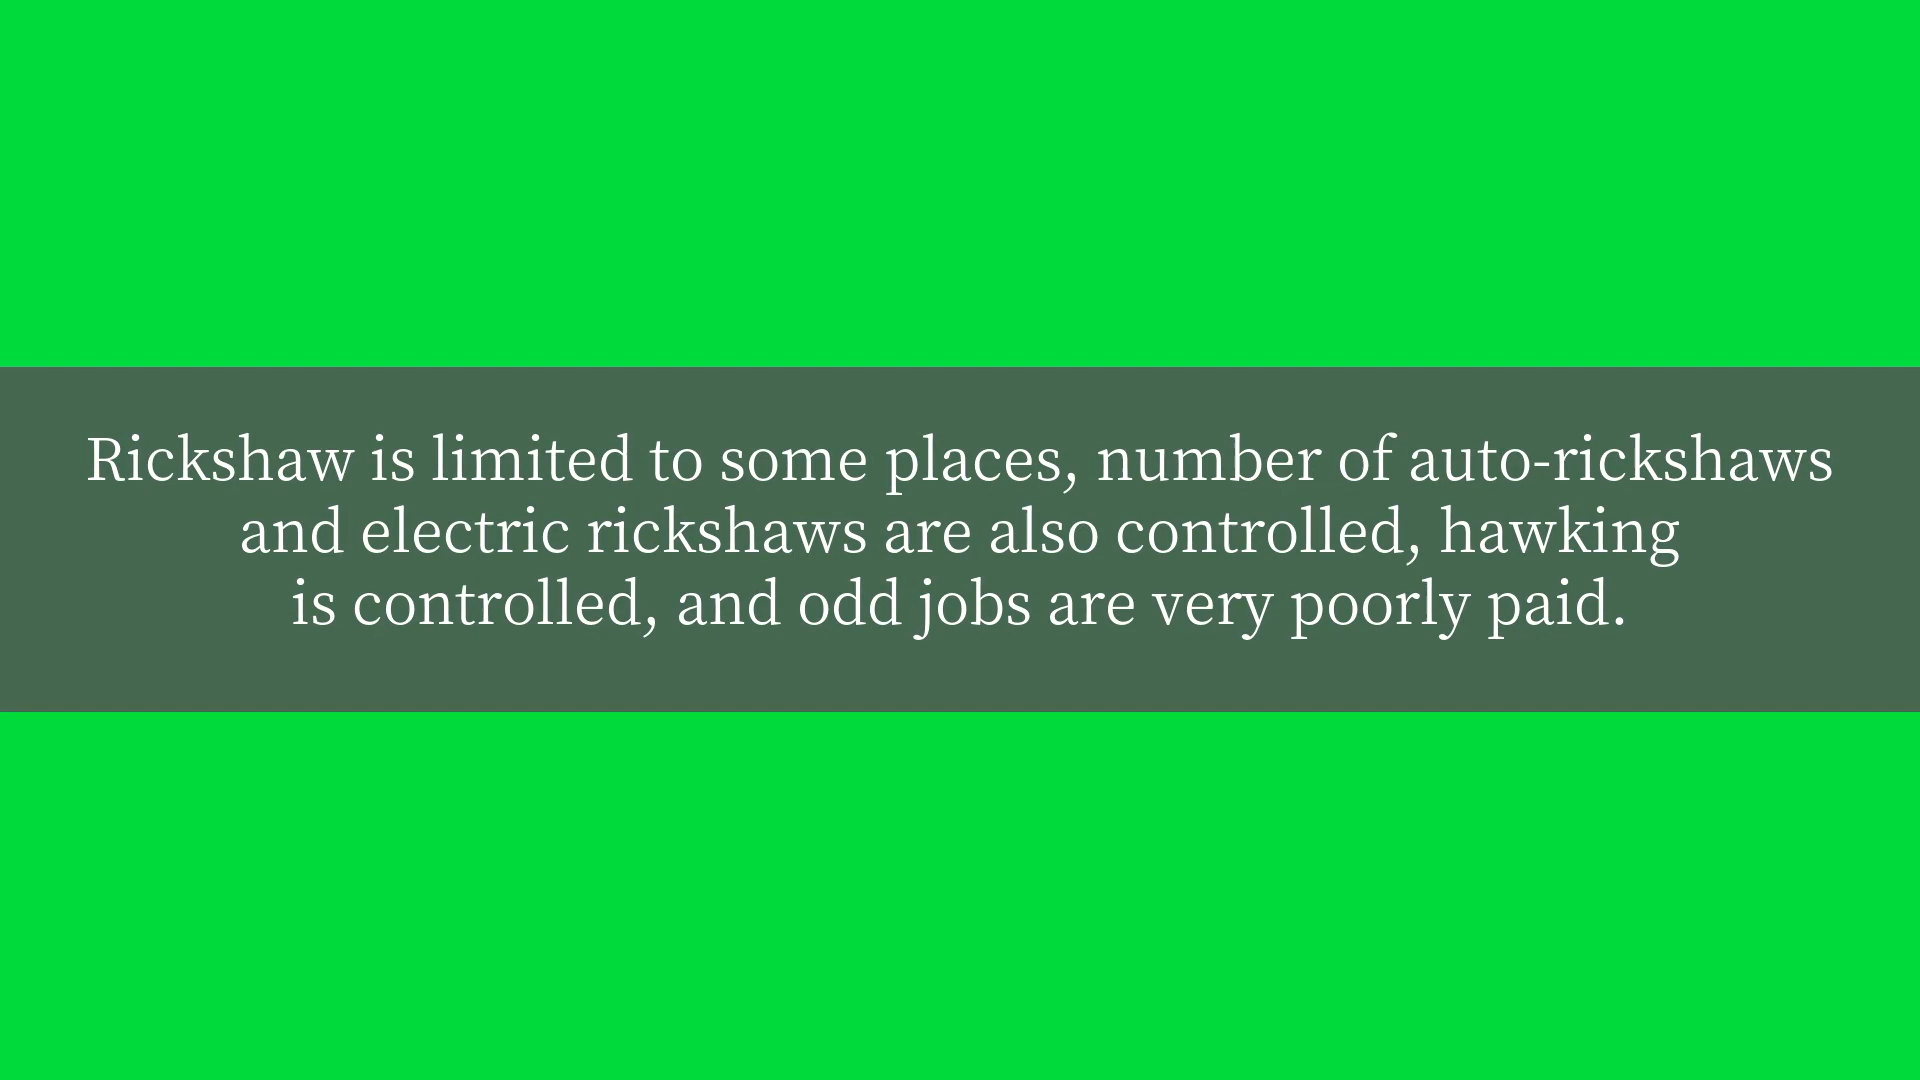 Rickshaw is limited to some places, number of auto-rickshaws
and electric rickshaws are also controlled, hawking
is controlled, and odd jobs are very poorly paid.